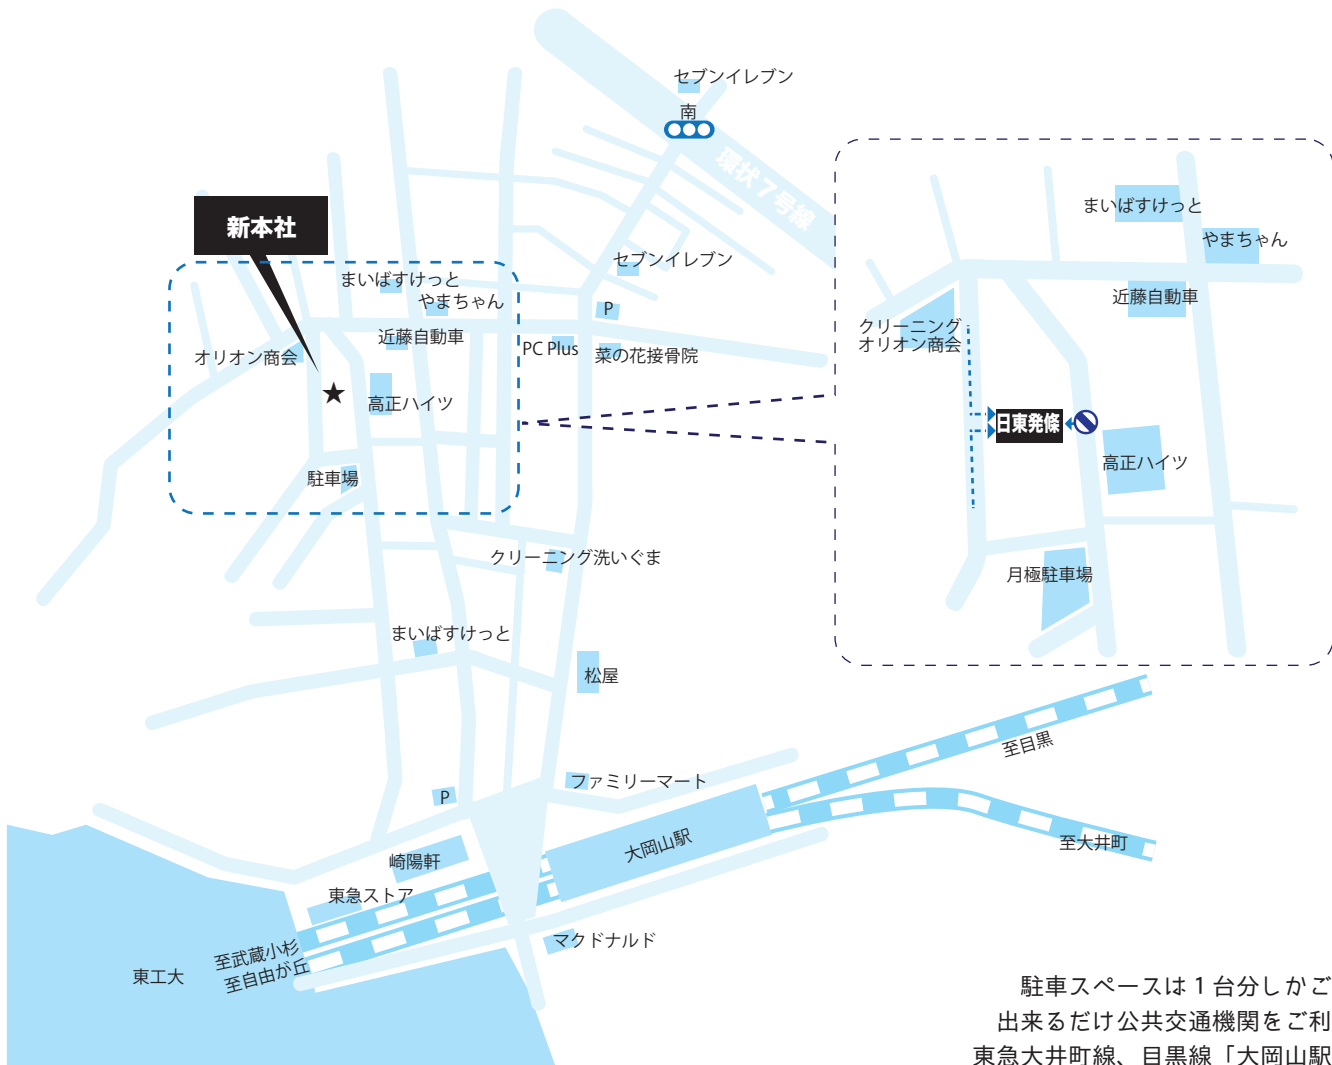 セブンイレブン
南
環状７号線
新本社
まいばすけっと
やまちゃん
セブンイレブン
P
オリオン商会
近藤自動車
PC Plus
菜の花接骨院
★
高正ハイツ
駐車場
クリーニング洗いぐま
まいばすけっと
松屋
P
ファミリーマート
崎陽軒
大岡山駅
東急ストア
至武蔵小杉
至自由が丘
東工大
マクドナルド
至目黒
至大井町
まいばすけっと
やまちゃん
近藤自動車
クリーニング
オリオン商会
日東発條
高正ハイツ
月極駐車場
駐車スペースは１台分しかご
出来るだけ公共交通機関をご利
東急大井町線、目黒線「大岡山駅